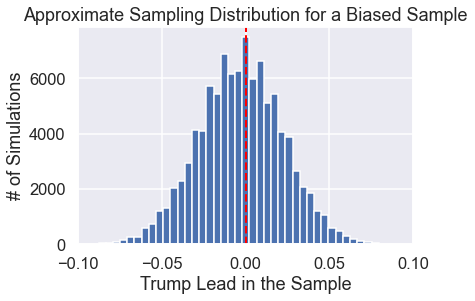 Approximate Sampling Distribution for a Biased Sample
# of Simulations
6000
4000
2000
0
−0.10 −0.05 0.00 0.05 0.10
Trump Lead in the Sample